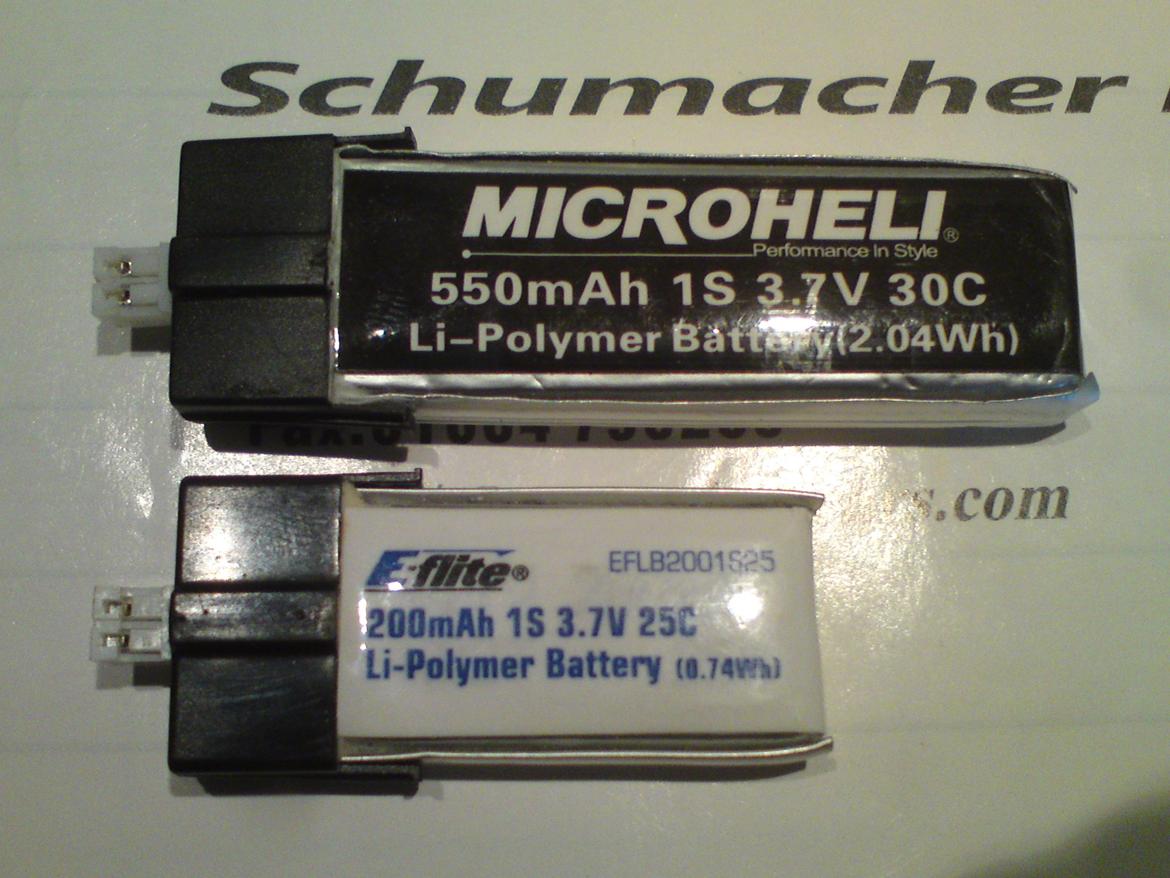 Schumacher
MICROHELI®
Performance In Style
550mAh 1S 3.7V 30C
Li-Polymer Battery(2.04Wh)
.com
E-flite® EFLB2001S25
200mAh 1S 3.7V 25C
Li-Polymer Battery (0.74Wh)